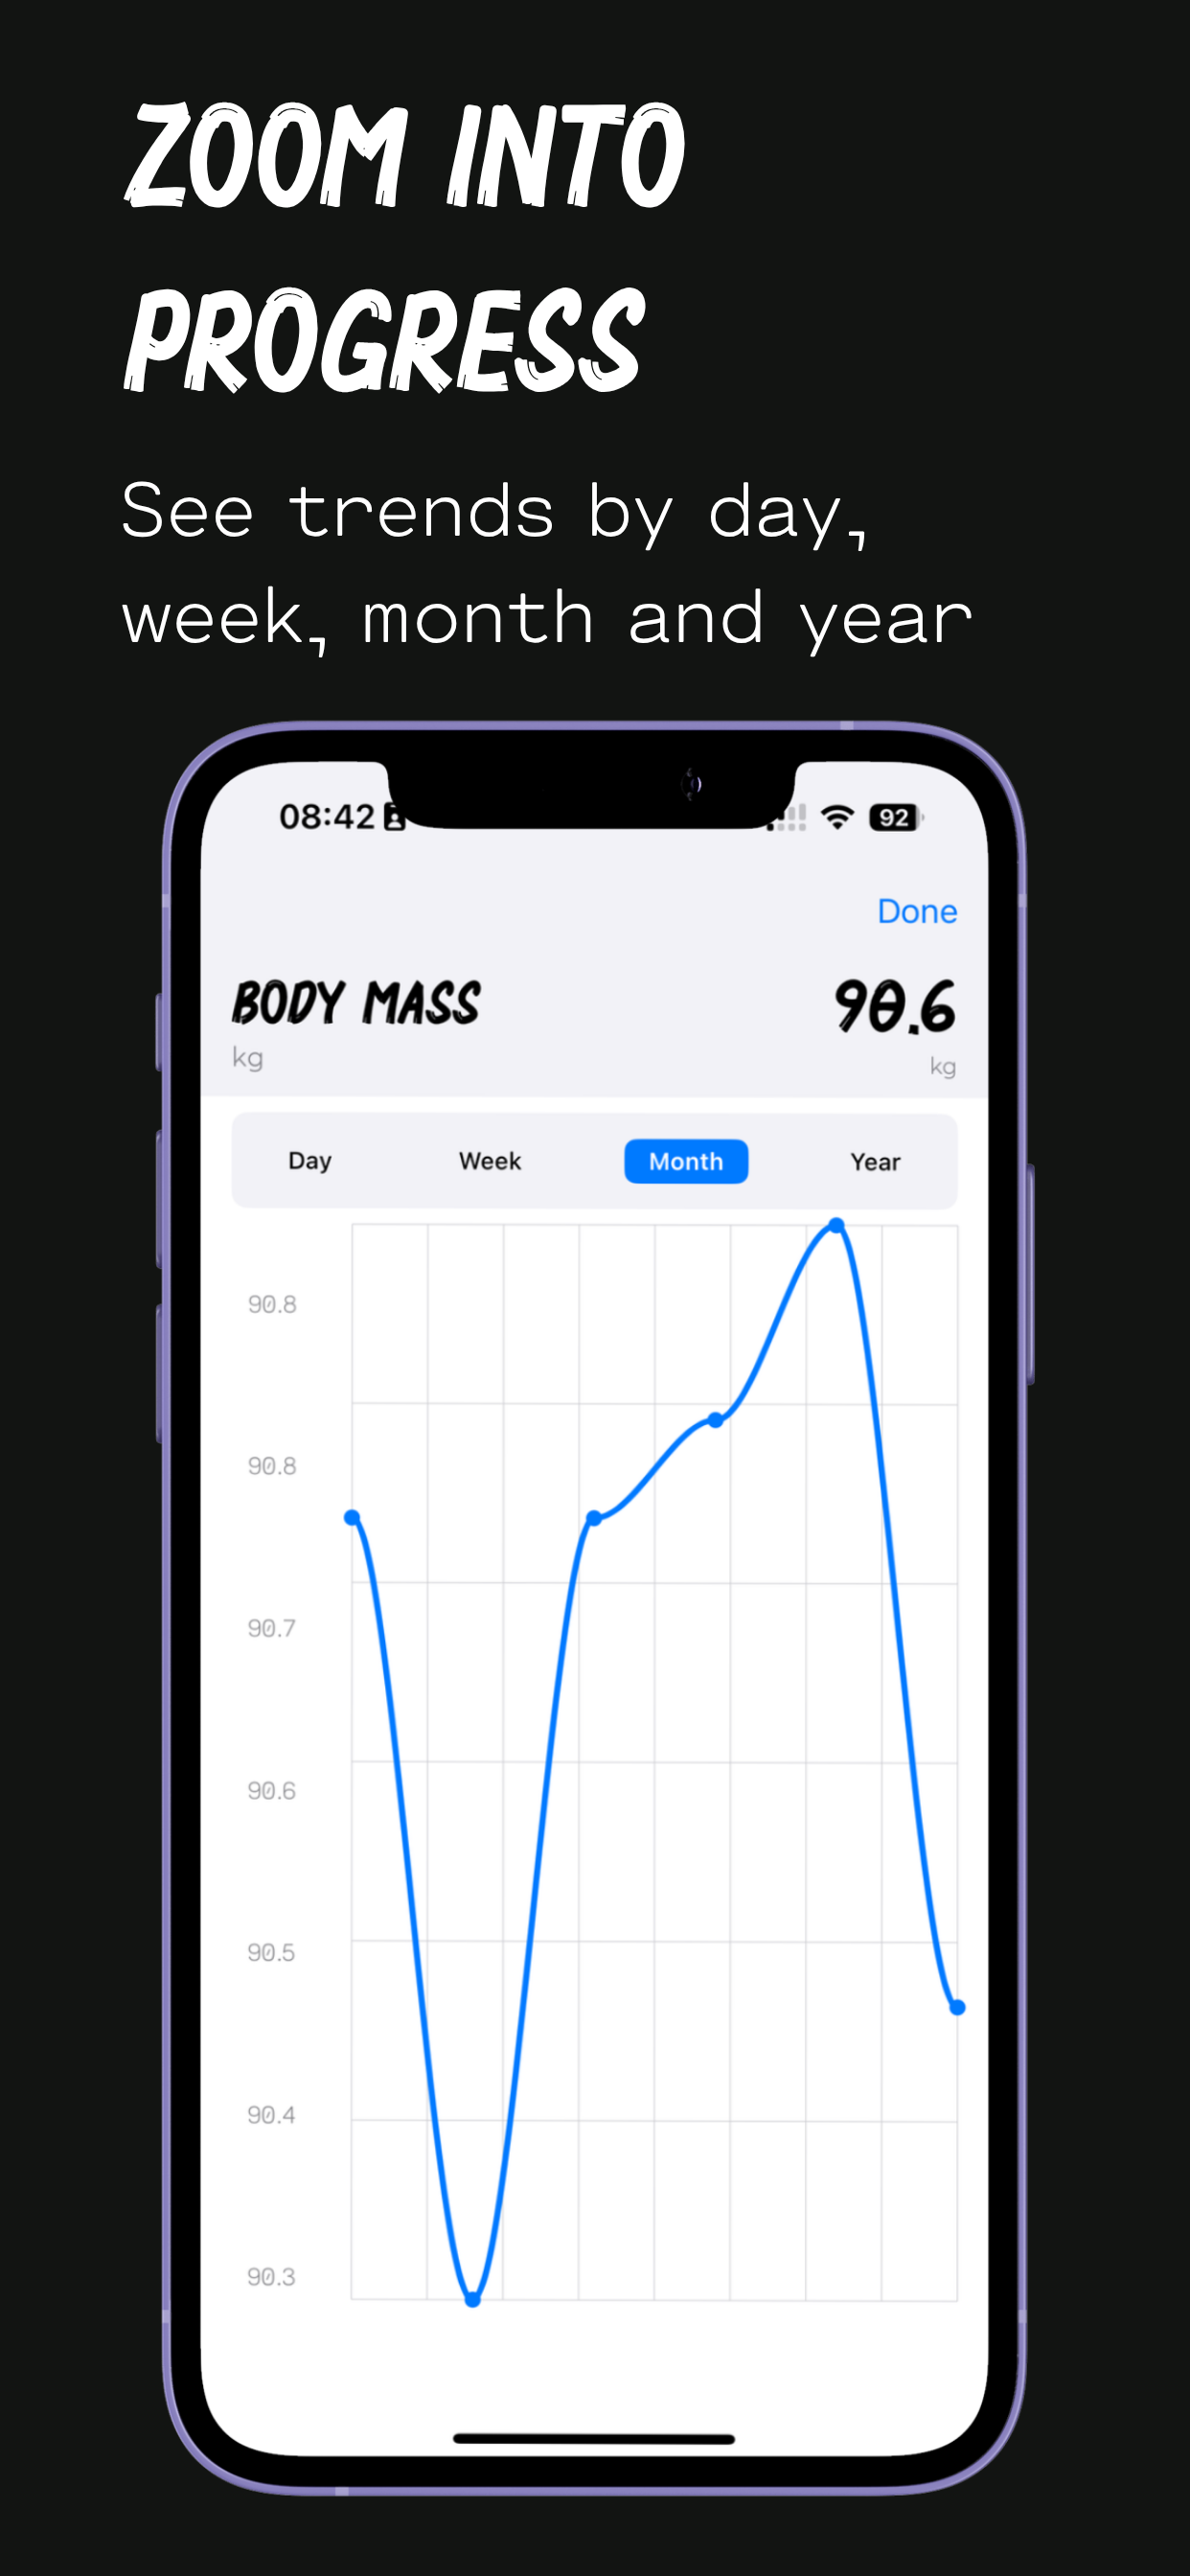 ZOOM INTO
PROGRESS
See trends by day,
week, month and year
08:42
92
Done
BODY MASS
90.6
kg
kg
Day Week Month Year
90.8
90.8
90.7
90.6
90.5
90.4
90.3